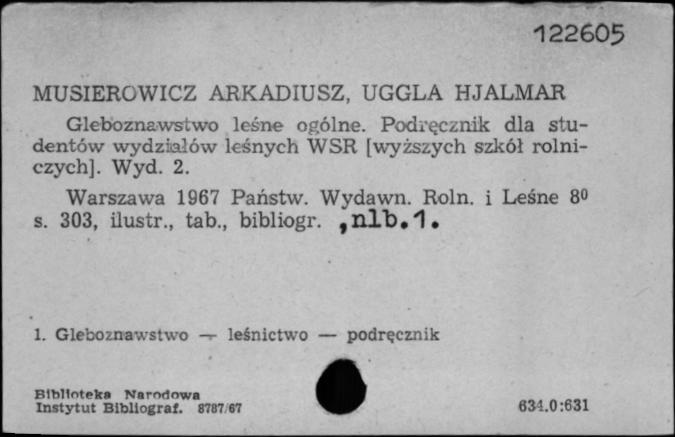 122605
MUSIEROWICZ ARKADIUSZ, UGGLA HJALMAR
Gleboznawstwo leśne ogólne. Podręcznik dla stu-
dentów wydziałów leśnych WSR [wyższych szkół rolni-
czych]. Wyd. 2.
Warszawa 1967 Państw. Wydawn. Roln. i Leśne 8⁰
s. 303, ilustr., tab., bibliogr. ,nlb.1.
1. Gleboznawstwo — leśnictwo — podręcznik
Biblioteka Narodowa
Instytut Bibliograf. 8787/67
634.0:631